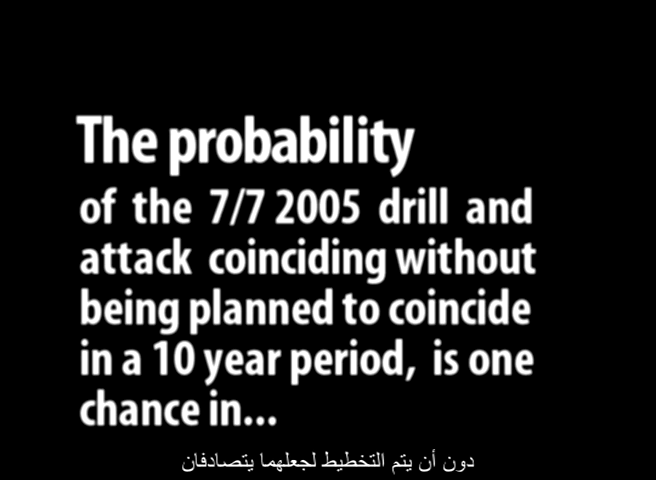 The probability
of the 7/7 2005 drill and
attack coinciding without
being planned to coincide
in a 10 year period, is one
chance in...
دون أن يتم التخطيط لجعلهما يتصادفان